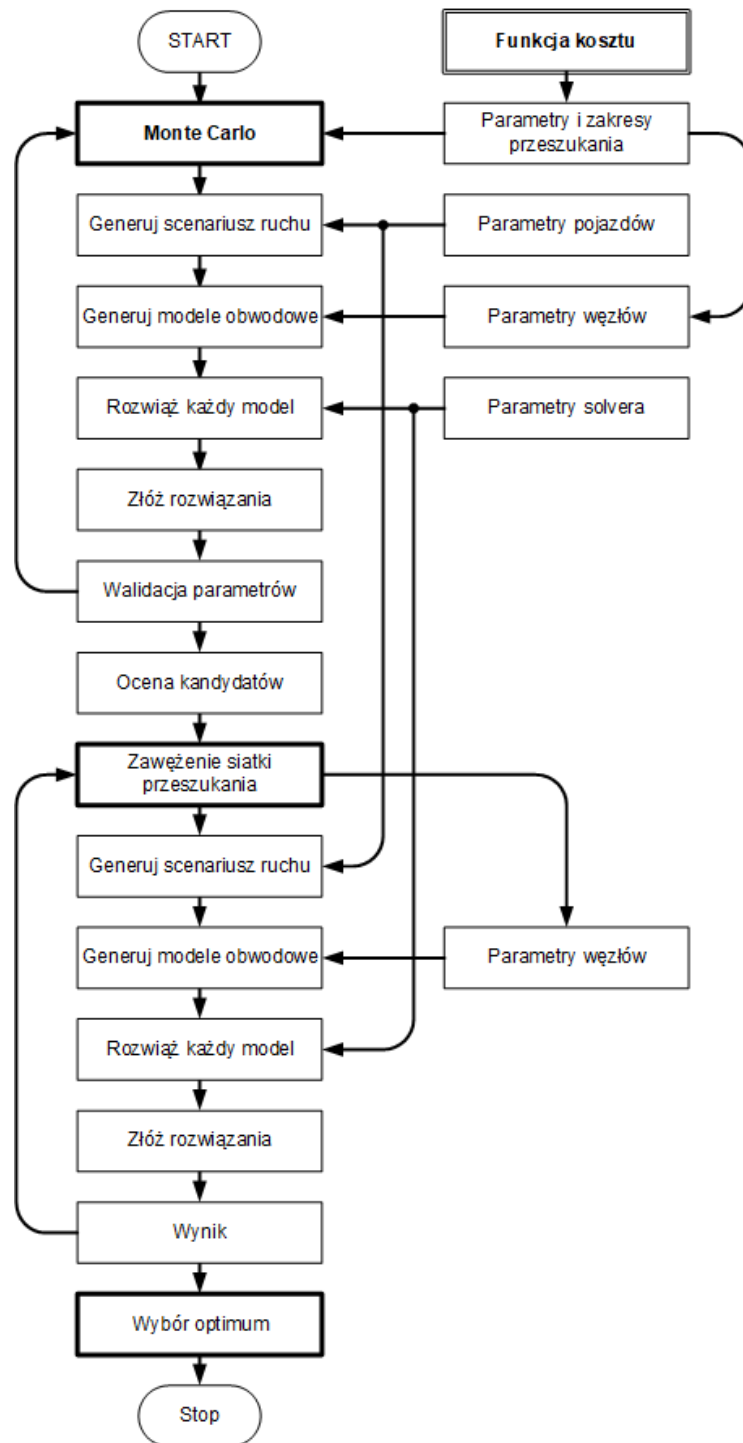 START
Funkcja kosztu
Monte Carlo
Parametry i zakresy
przeszukania
Generuj scenariusz ruchu
Parametry pojazdów
Generuj modele obwodowe
Parametry węzłów
Rozwiąż każdy model
Parametry solvera
Złóż rozwiązania
Walidacja parametrów
Ocena kandydatów
Zawężenie siatki
przeszukania
Generuj scenariusz ruchu
Generuj modele obwodowe
Parametry węzłów
Rozwiąż każdy model
Złóż rozwiązania
Wynik
Wybór optimum
Stop